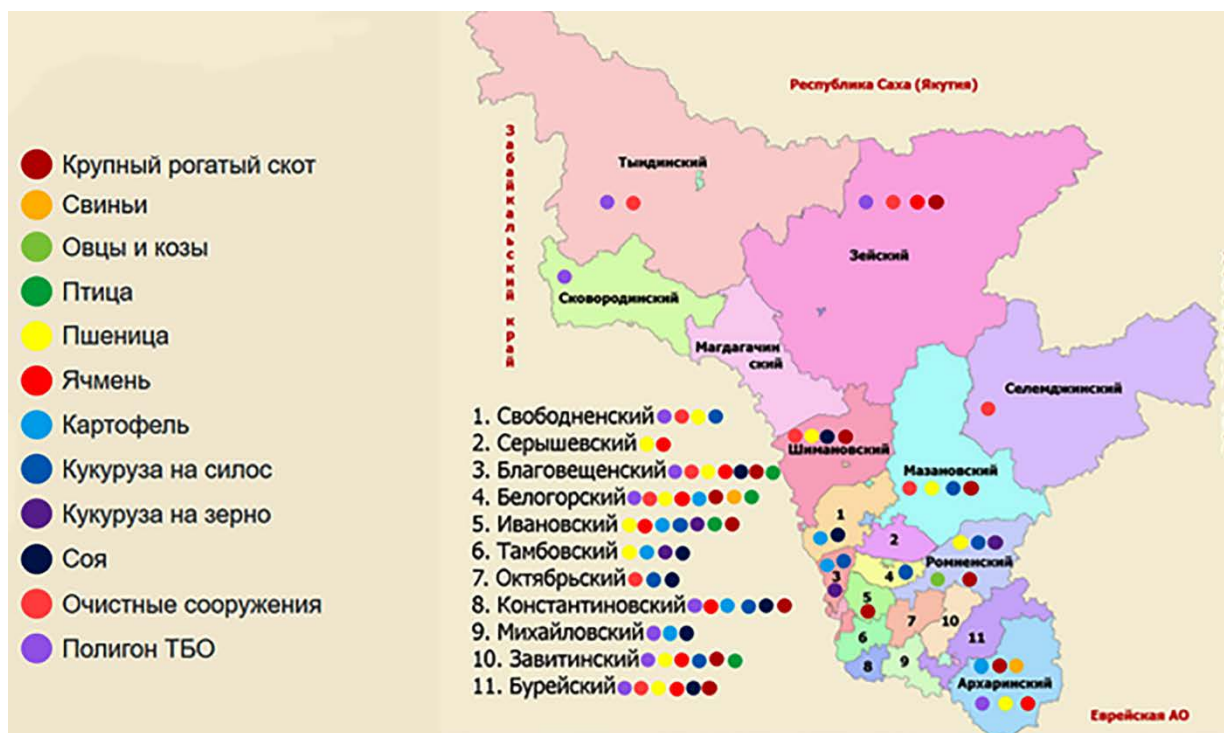 Крупный рогатый скот
Свиньи
Овцы и козы
Птица
Пшеница
Ячмень
Картофель
Кукуруза на силос
Кукуруза на зерно
Соя
Очистные сооружения
Полигон ТБО
Республика Саха (Якутия)
Забайкальский край
Тындинский
Зейский
Сковородинский
Магдагачин
ский
Селемджинский
Шимановский
Мазановский
1. Свободненский
2. Серышевский
3. Благовещенский
4. Белогорский
5. Ивановский
6. Тамбовский
7. Октябрьский
8. Константиновский
9. Михайловский
10. Завитинский
11. Бурейский
1
2
3
4
Ромненский
5
7
10
6
11
8
9
Архаринский
Еврейская АО